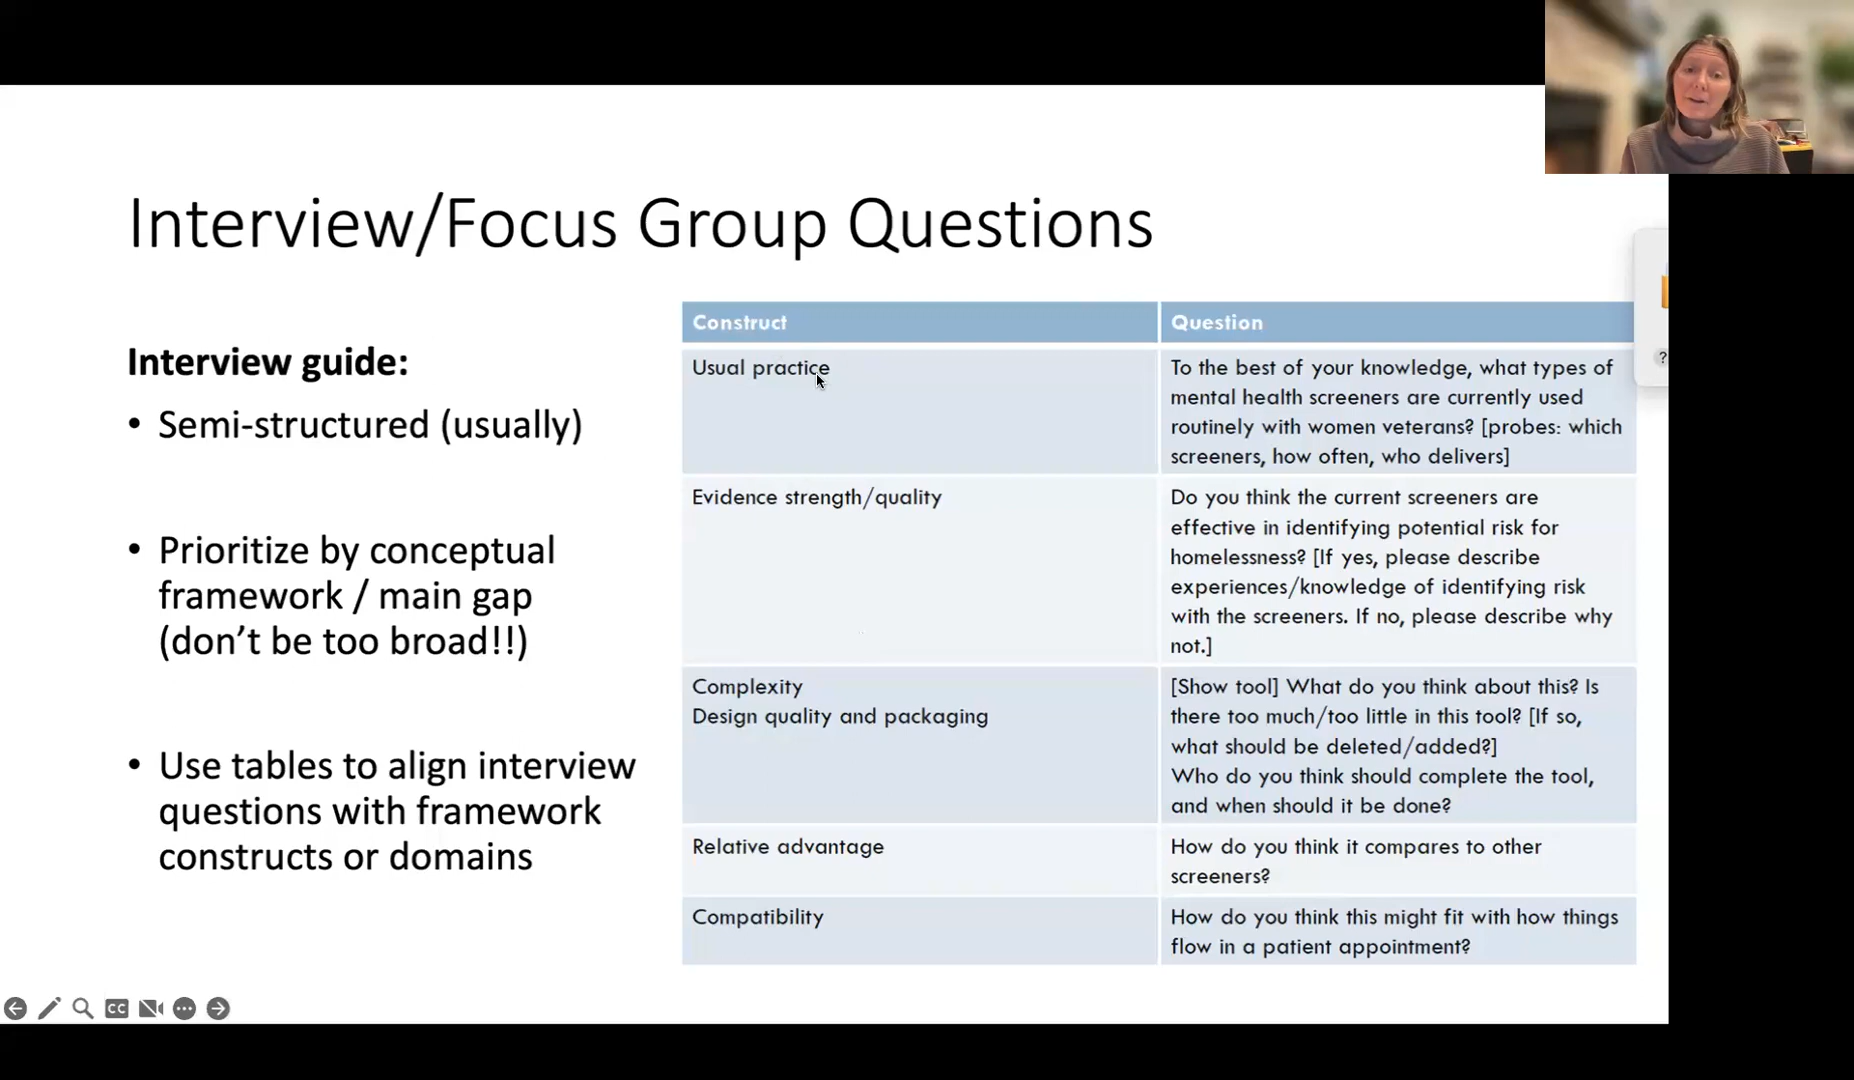 Interview/Focus Group Questions
Interview guide:
• Semi-structured (usually)
• Prioritize by conceptual
framework / main gap
(don’t be too broad!!)
• Use tables to align interview
questions with framework
constructs or domains
Construct
Question
Usual practice
To the best of your knowledge, what types of
mental health screeners are currently used
routinely with women veterans? [probes: which
screeners, how often, who delivers]
Evidence strength/quality
Do you think the current screeners are
effective in identifying potential risk for
homelessness? [If yes, please describe
experiences/knowledge of identifying risk
with the screeners. If no, please describe why
not.]
Complexity
Design quality and packaging
[Show tool] What do you think about this? Is
there too much/too little in this tool? [If so,
what should be deleted/added?]
Who do you think should complete the tool,
and when should it be done?
Relative advantage
How do you think it compares to other
screeners?
Compatibility
How do you think this might fit with how things
flow in a patient appointment?
?
CC